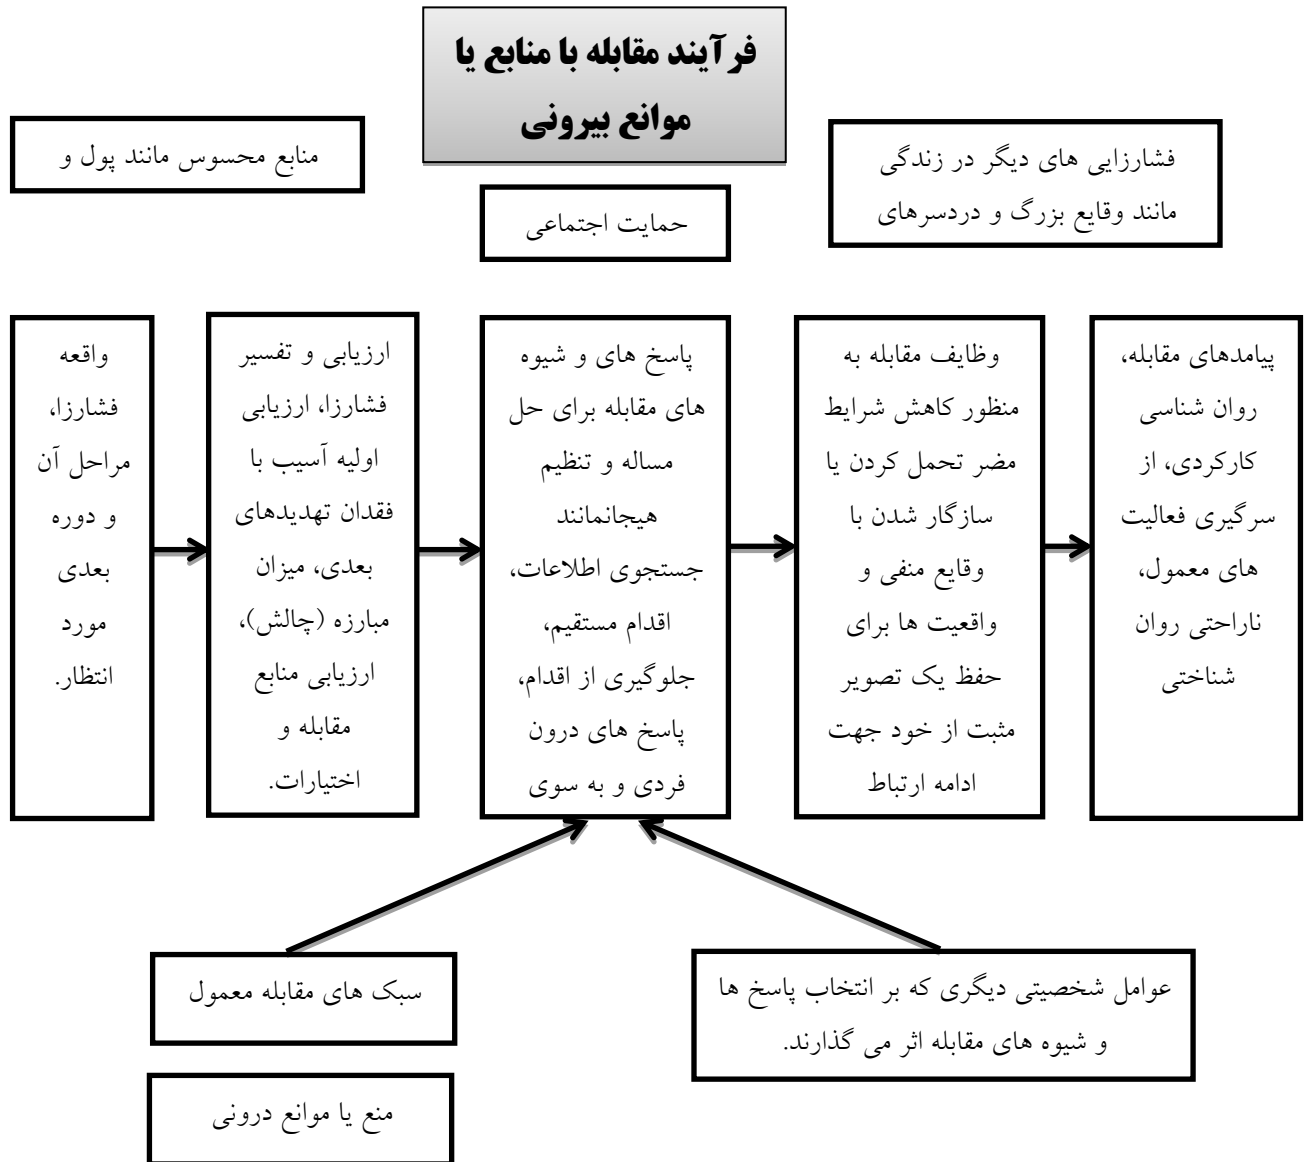 فرآیند مقابله با منابع یا
موانع بیرونی
فشارزایی های دیگر در زندگی
مانند وقایع بزرگ و دردسرهای
حمایت اجتماعی
منابع محسوس مانند پول و
واقعه
فشارزا،
مراحل آن
و دوره
بعدی
مورد
انتظار.
ارزیابی و تفسیر
فشارزا، ارزیابی
اولیه آسیب با
فقدان تهدیدهای
بعدی، میزان
مبارزه (چالش)،
ارزیابی منابع
مقابله و
اختیارات.
پاسخ های و شیوه
های مقابله برای حل
مساله و تنظیم
هیجانمانند
جستجوی اطلاعات،
اقدام مستقیم،
جلوگیری از اقدام،
پاسخ های درون
فردی و به سوی
وظایف مقابله به
منظور کاهش شرایط
مضر تحمل کردن یا
سازگار شدن با
وقایع منفی و
واقعیت ها برای
حفظ یک تصویر
مثبت از خود جهت
ادامه ارتباط
پیامدهای مقابله،
روان شناسی
کارکردی، از
سرگیری فعالیت
های معمول،
ناراحتی روان
شناختی
سبک های مقابله معمول
عوامل شخصیتی دیگری که بر انتخاب پاسخ ها
و شیوه های مقابله اثر می گذارند.
منع یا موانع درونی